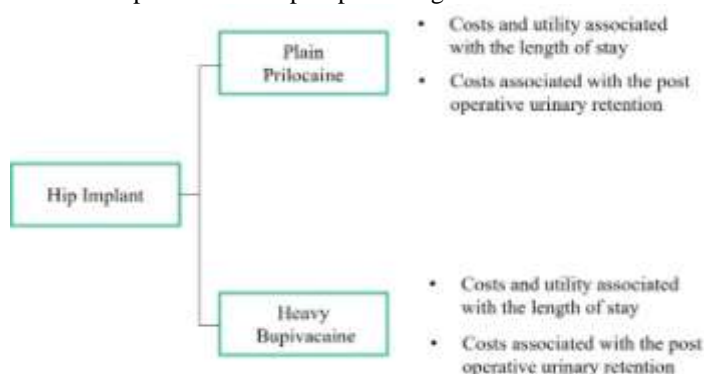 Plain
Prilocaine
• Costs and utility associated
with the length of stay
• Costs associated with the post
operative urinary retention
Hip Implant
Heavy
Bupivacaine
• Costs and utility associated
with the length of stay
• Costs associated with the post
operative urinary retention